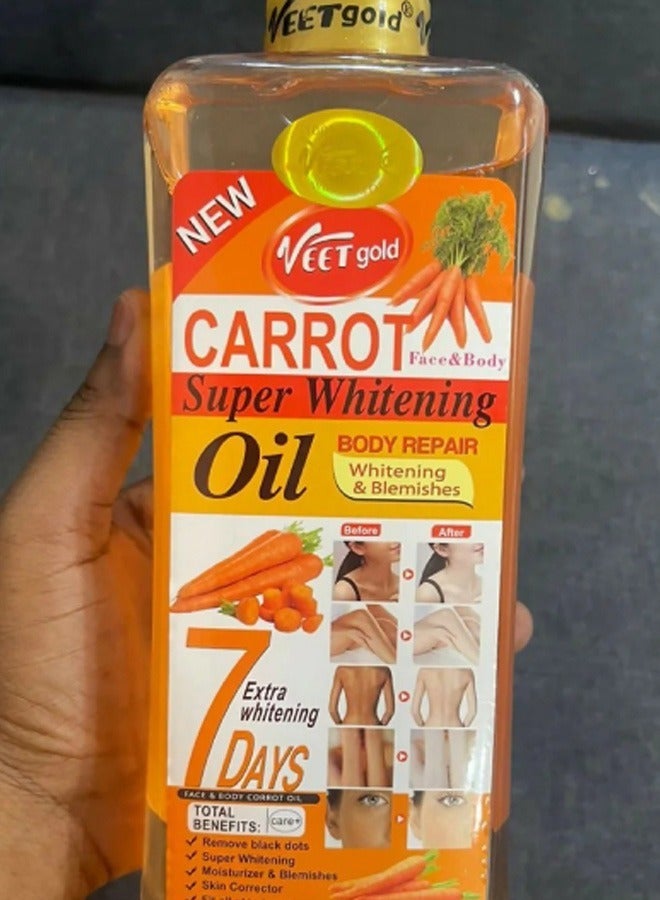 VEETgold®
NEW
VEET gold
CARROT
Face&Body
Super Whitening
Oil
BODY REPAIR
Whitening
& Blemishes
Before
After
7
Extra
whitening
DAYS
FACE & BODY CORROT OIL
TOTAL
BENEFITS:
care+
✓ Remove black dots
✓ Super Whitening
✓ Moisturizer & Blemishes
✓ Skin Corrector